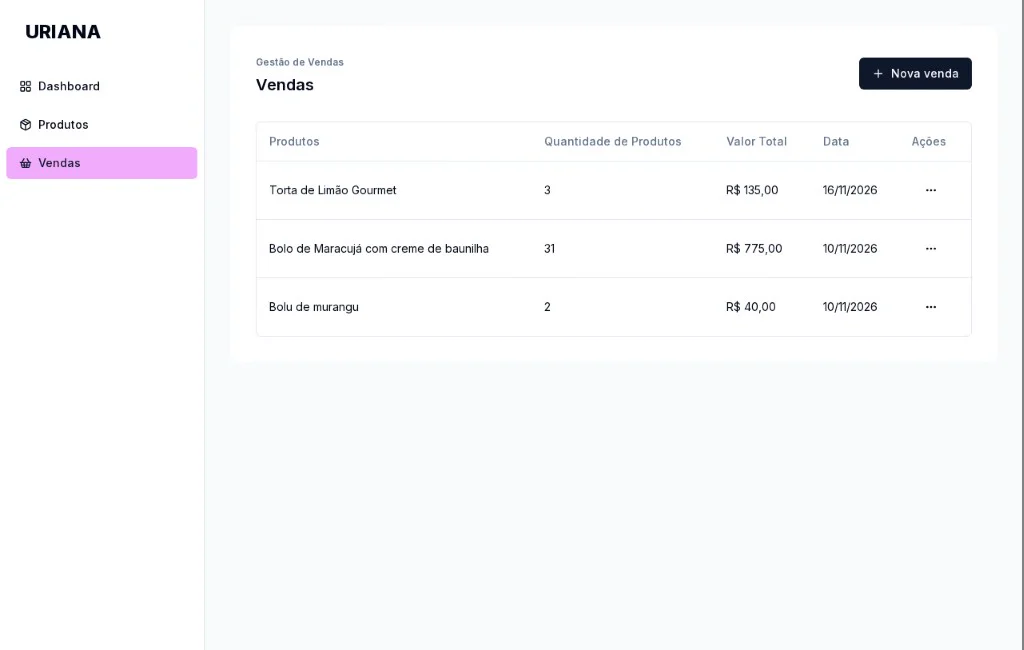 URIANA
Dashboard
Produtos
Vendas
Gestão de Vendas
Vendas
+ Nova venda
Produtos Quantidade de Produtos Valor Total Data Ações
Torta de Limão Gourmet 3 R$ 135,00 16/11/2026 ...
Bolo de Maracujá com creme de baunilha 31 R$ 775,00 10/11/2026 ...
Bolu de murangu 2 R$ 40,00 10/11/2026 ...